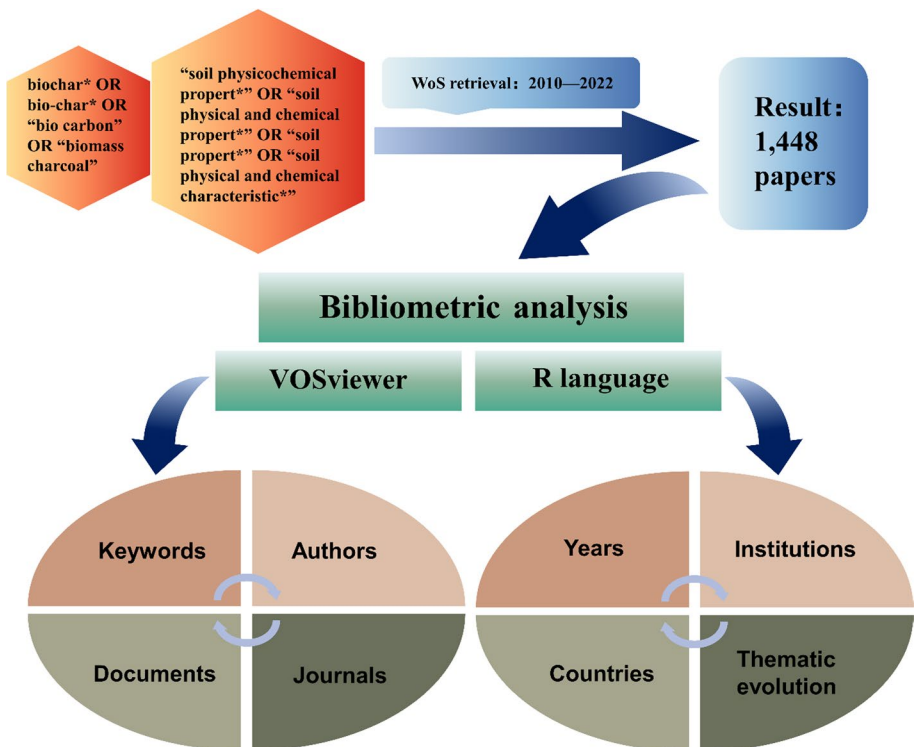 biochar* OR
bio-char* OR
“bio carbon”
OR “biomass
charcoal”
“soil physicochemical
propert*” OR “soil
physical and chemical
propert*” OR “soil
propert*” OR “soil
physical and chemical
characteristic*”
WoS retrieval：2010—2022
Result：
1,448
papers
Bibliometric analysis
VOSviewer
R language
Keywords
Authors
Documents
Journals
Years
Institutions
Countries
Thematic
evolution